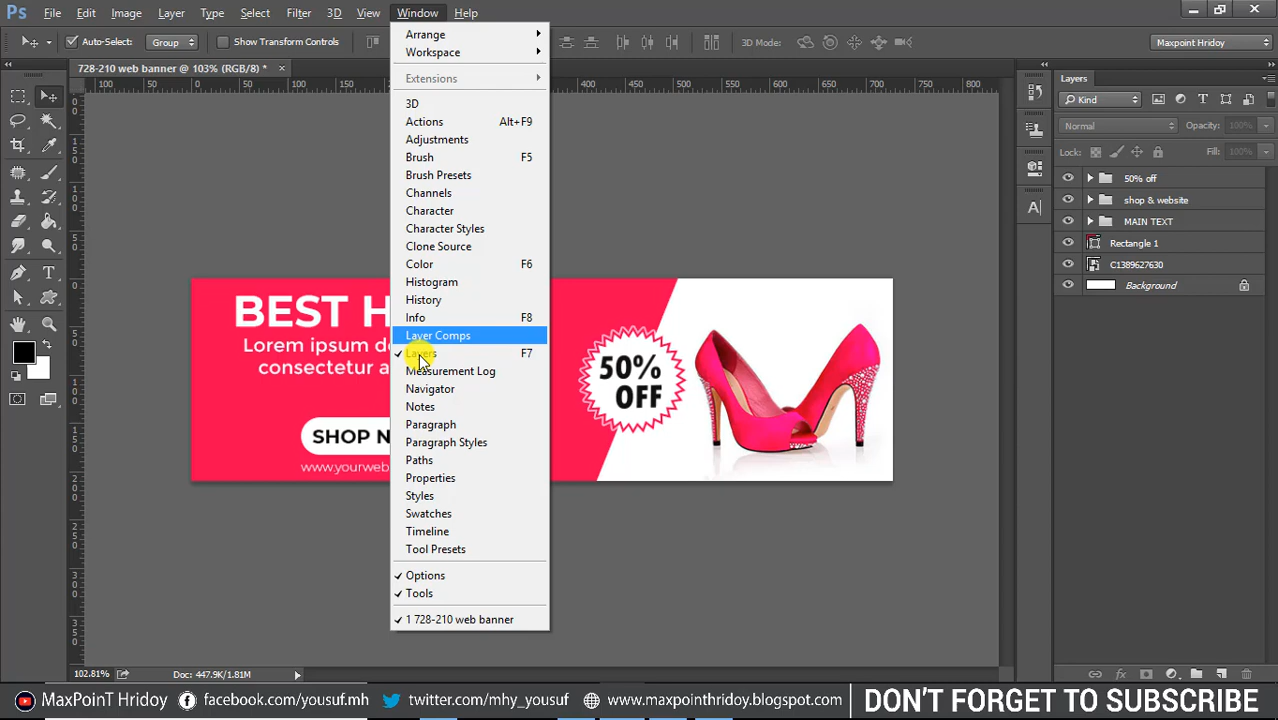 Ps File Edit Image Layer Type Select Filter 3D View Window Help
Auto-Select: Group Show Transform Controls 3D Mode: Maxpoint Hridoy
728-210 web banner @ 103% (RGB/8) *
Arrange
Workspace
Extensions
3D
Actions Alt+F9
Adjustments
Brush F5
Brush Presets
Channels
Character
Character Styles
Clone Source
Color F6
Histogram
History
Info F8
Layer Comps
Layers F7
Measurement Log
Navigator
Notes
Paragraph
Paragraph Styles
Paths
Properties
Styles
Swatches
Timeline
Tool Presets
Options
Tools
1 728-210 web banner
BEST H
Lorem ipsum d
consectetur a
SHOP N
www.yourweb
50%
OFF
Layers
Kind
Normal Opacity: 100%
Lock: Fill: 100%
50% off
shop & website
MAIN TEXT
Rectangle 1
C1389627630
Background
102.81% Doc: 447.9K/1.81M
MaxPoinT Hridoy facebook.com/yousuf.mh twitter.com/mhy_yousuf www.maxpointhridoy.blogspot.com DON'T FORGET TO SUBSCRIBE